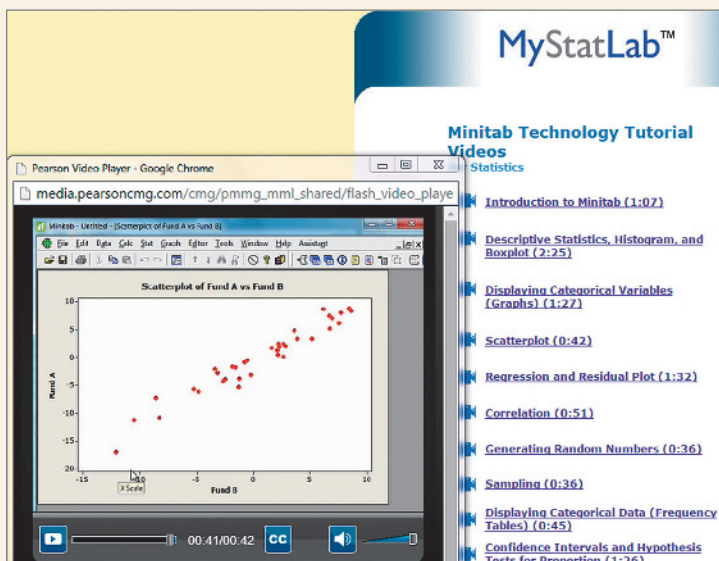 MyStatLab™
Minitab Technology Tutorial
Videos
Statistics
Introduction to Minitab (1:07)
Descriptive Statistics, Histogram, and
Boxplot (2:25)
Displaying Categorical Variables
(Graphs) (1:27)
Scatterplot (0:42)
Regression and Residual Plot (1:32)
Correlation (0:51)
Generating Random Numbers (0:36)
Sampling (0:36)
Displaying Categorical Data (Frequency
Tables) (0:45)
Confidence Intervals and Hypothesis
Tests for Proportion (1:26)
Pearson Video Player - Google Chrome
media.pearsoncmg.com/cmg/pmmg_mml_shared/flash_video_playe
Minitab - Untitled - [Scatterplot of Fund A vs Fund B]
File Edit Data Calc Stat Graph Editor Tools Window Help Assistant
Scatterplot of Fund A vs Fund B
10
5
0
-5
-10
-15
20
Fund A
-15 -10 -5 0 5 10
X Scale
Fund B
00:41/00:42 CC